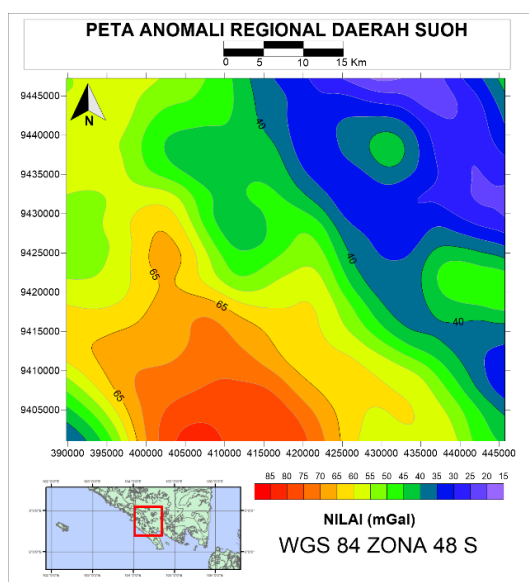 PETA ANOMALI REGIONAL DAERAH SUOH
0 5 10 15 Km
9445000
9440000
9435000
9430000
9425000
9420000
9415000
9410000
9405000
N
40
65
65
40
40
65
390000 395000 400000 405000 410000 415000 420000 425000 430000 435000 440000 445000
85 80 75 70 65 60 55 50 45 40 35 30 25 20 15
NILAI (mGal)
WGS 84 ZONA 48 S